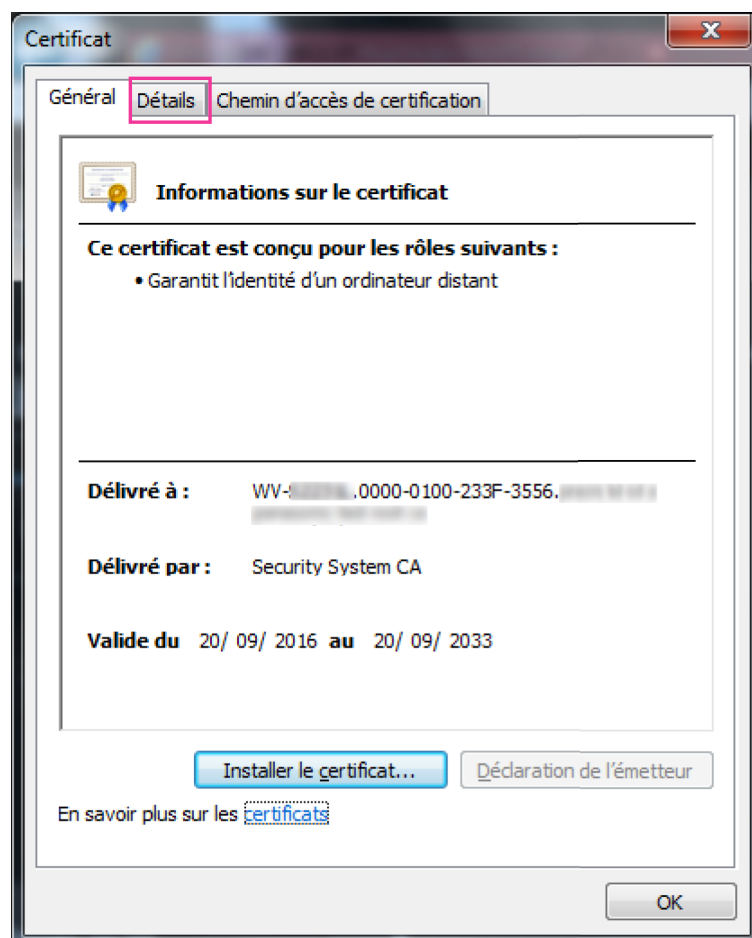 Certificat
Général Détails Chemin d'accès de certification
Informations sur le certificat
Ce certificat est conçu pour les rôles suivants :
• Garantit l'identité d'un ordinateur distant
Délivré à : WV- .0000-0100-233F-3556.
Délivré par : Security System CA
Valide du 20/ 09/ 2016 au 20/ 09/ 2033
Installer le certificat... Déclaration de l'émetteur
En savoir plus sur les certificats
OK